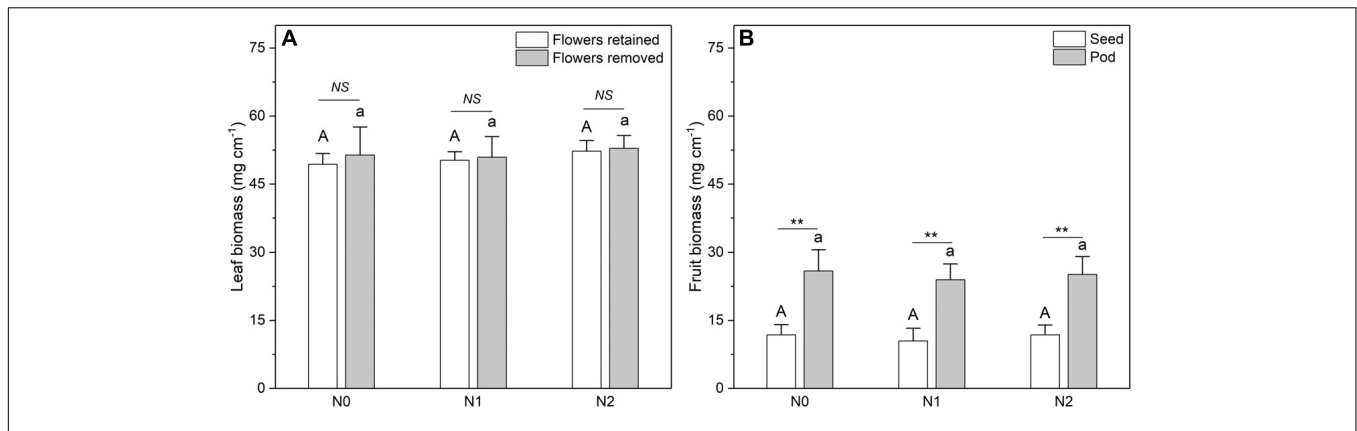 A
Flowers retained
Flowers removed
75
60
45
30
15
0
Leaf biomass (mg cm⁻¹)
NS
NS
NS
A
a
A
a
A
a
N0
N1
N2
B
Seed
Pod
75
60
45
30
15
0
Fruit biomass (mg cm⁻¹)
**
**
**
A
a
A
a
A
a
N0
N1
N2